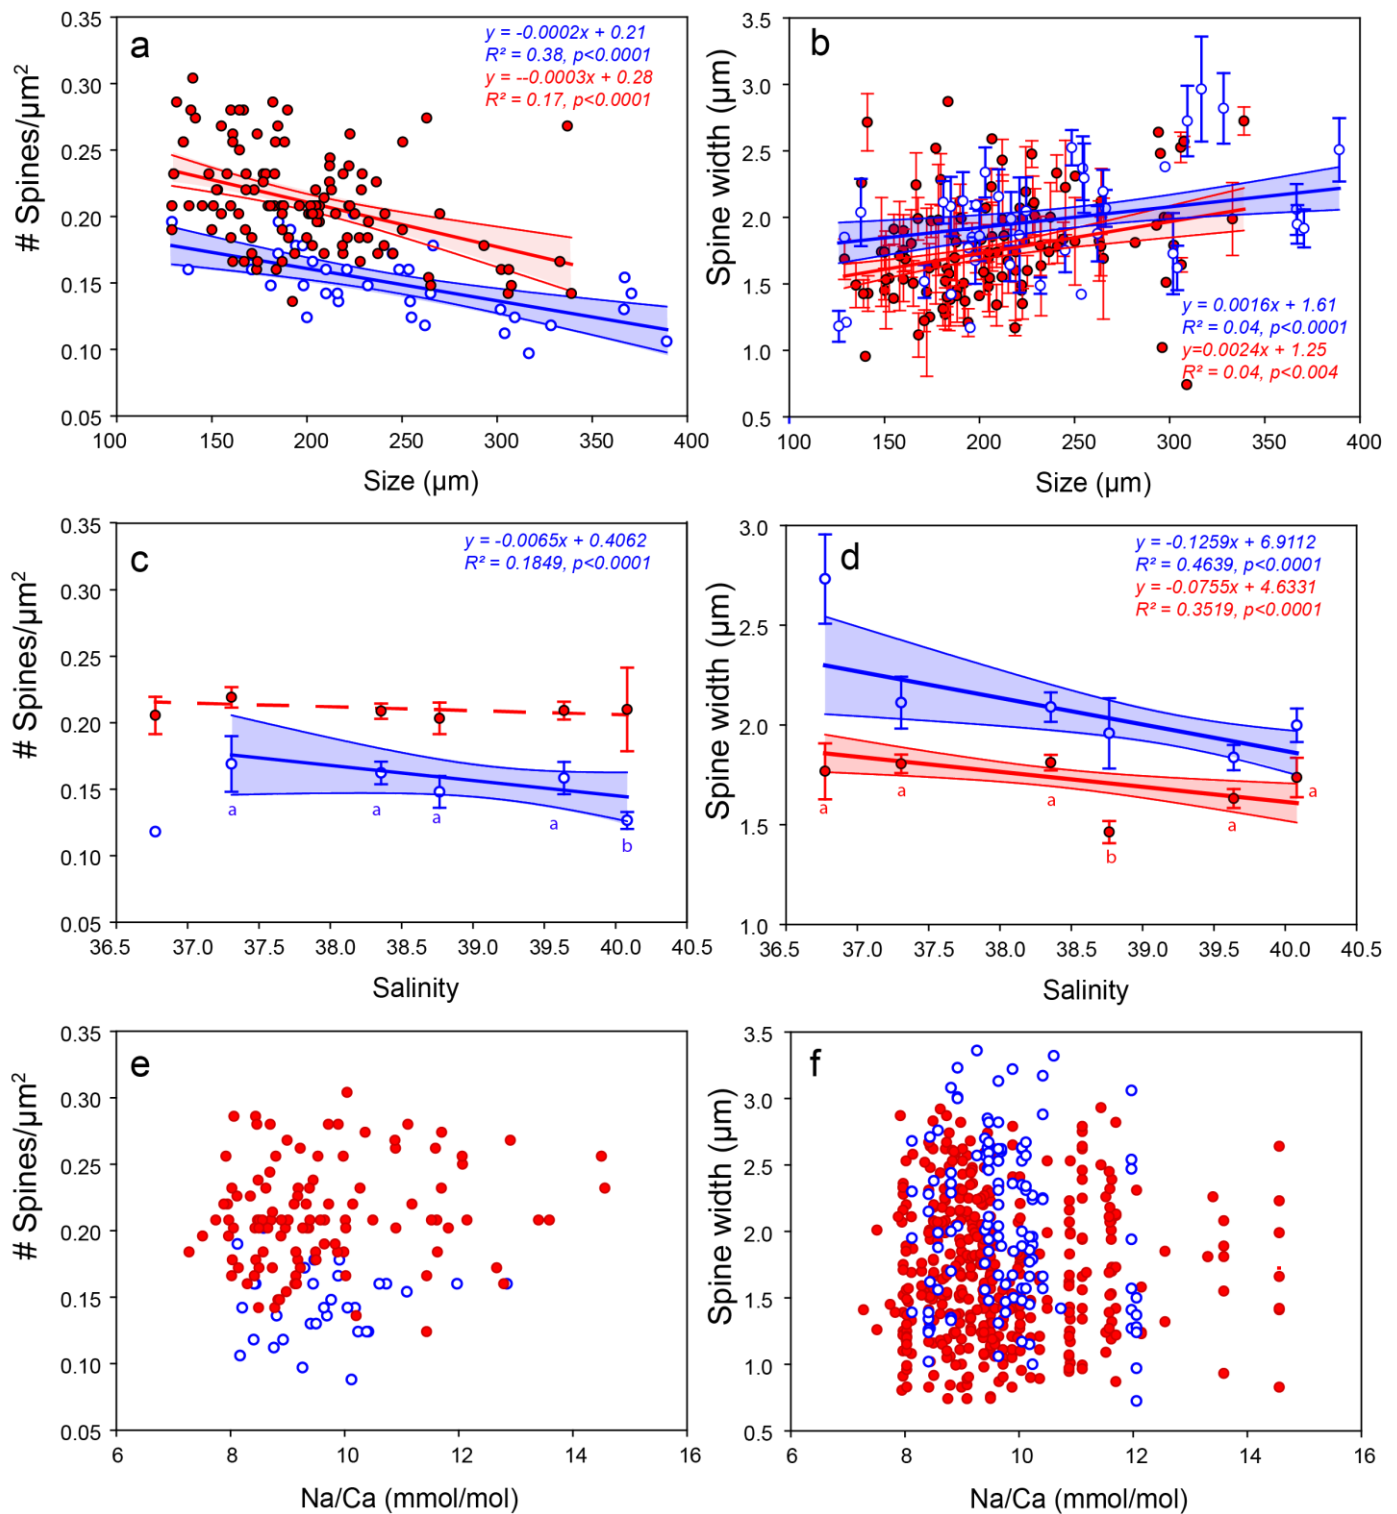 a
y = -0.0002x + 0.21
R² = 0.38, p<0.0001
y = --0.0003x + 0.28
R² = 0.17, p<0.0001
# Spines/µm²
0.35
0.30
0.25
0.20
0.15
0.10
0.05
100 150 200 250 300 350 400
Size (µm)
b
Spine width (µm)
3.5
3.0
2.5
2.0
1.5
1.0
0.5
y = 0.0016x + 1.61
R² = 0.04, p<0.0001
y=0.0024x + 1.25
R² = 0.04, p<0.004
100 150 200 250 300 350 400
Size (µm)
c
y = -0.0065x + 0.4062
R² = 0.1849, p<0.0001
# Spines/µm²
0.35
0.30
0.25
0.20
0.15
0.10
0.05
a a a a b
36.5 37.0 37.5 38.0 38.5 39.0 39.5 40.0 40.5
Salinity
d
y = -0.1259x + 6.9112
R² = 0.4639, p<0.0001
y = -0.0755x + 4.6331
R² = 0.3519, p<0.0001
Spine width (µm)
3.0
2.5
2.0
1.5
1.0
a a a b a a
36.5 37.0 37.5 38.0 38.5 39.0 39.5 40.0 40.5
Salinity
e
# Spines/µm²
0.35
0.30
0.25
0.20
0.15
0.10
0.05
6 8 10 12 14 16
Na/Ca (mmol/mol)
f
Spine width (µm)
3.5
3.0
2.5
2.0
1.5
1.0
0.5
6 8 10 12 14 16
Na/Ca (mmol/mol)